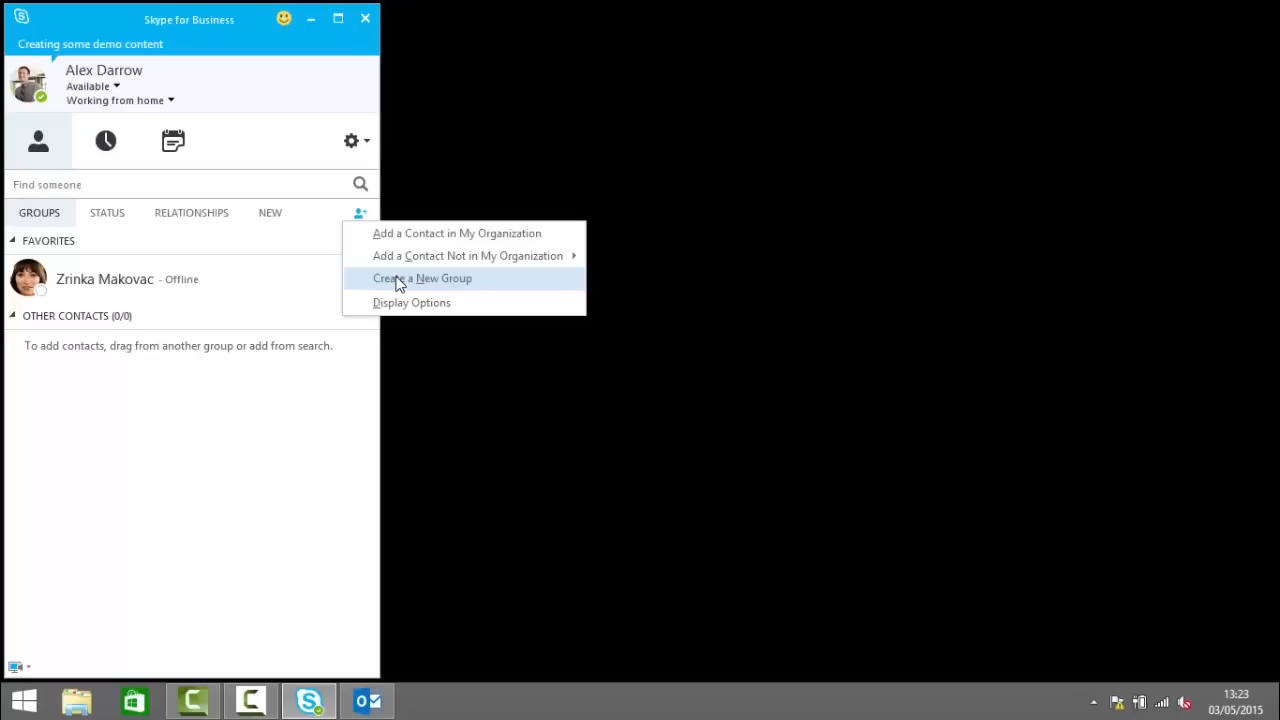 Skype for Business
Creating some demo content
Alex Darrow
Available
Working from home
Find someone
GROUPS STATUS RELATIONSHIPS NEW
FAVORITES
Zrinka Makovac - Offline
OTHER CONTACTS (0/0)
To add contacts, drag from another group or add from search.
Add a Contact in My Organization
Add a Contact Not in My Organization
Create a New Group
Display Options
13:23
03/05/2015